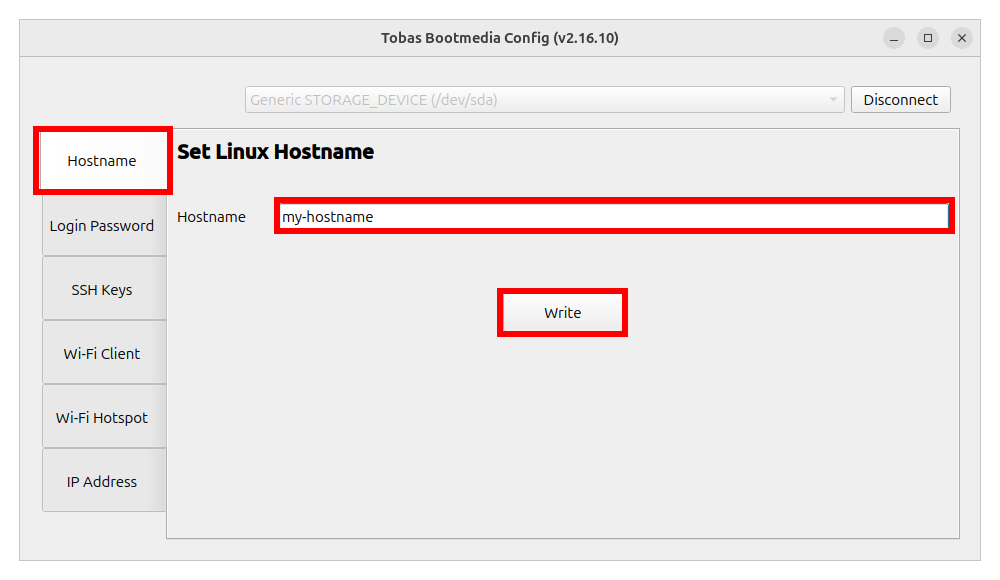 Tobas Bootmedia Config (v2.16.10)
Generic STORAGE_DEVICE (/dev/sda)
Disconnect
Hostname
Login Password
SSH Keys
Wi-Fi Client
Wi-Fi Hotspot
IP Address
Set Linux Hostname
Hostname
my-hostname
Write